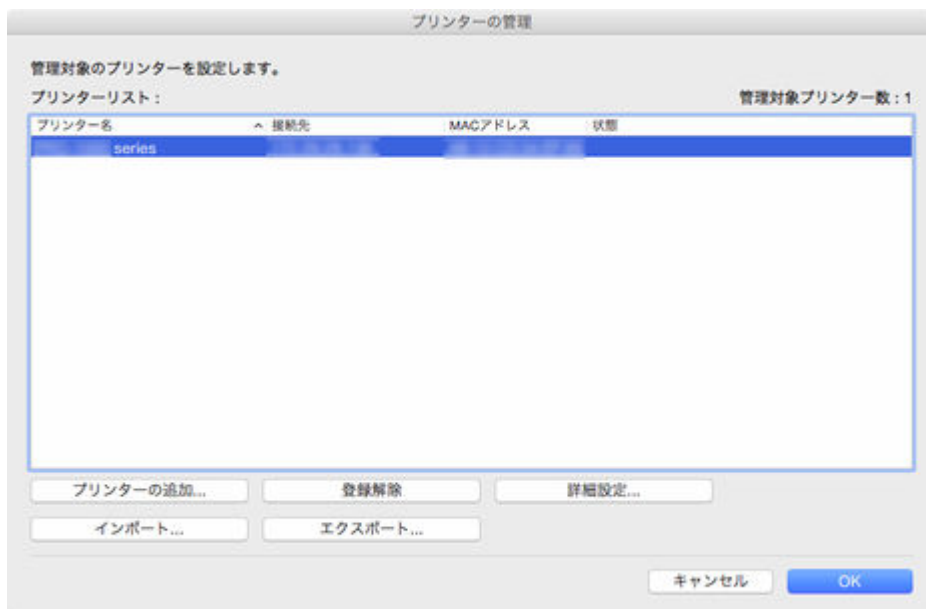 プリンターの管理
管理対象のプリンターを設定します。
プリンターリスト： 管理対象プリンター数：1
プリンター名 接続先 MACアドレス 状態
series
プリンターの追加... 登録解除 詳細設定...
インポート... エクスポート...
キャンセル OK